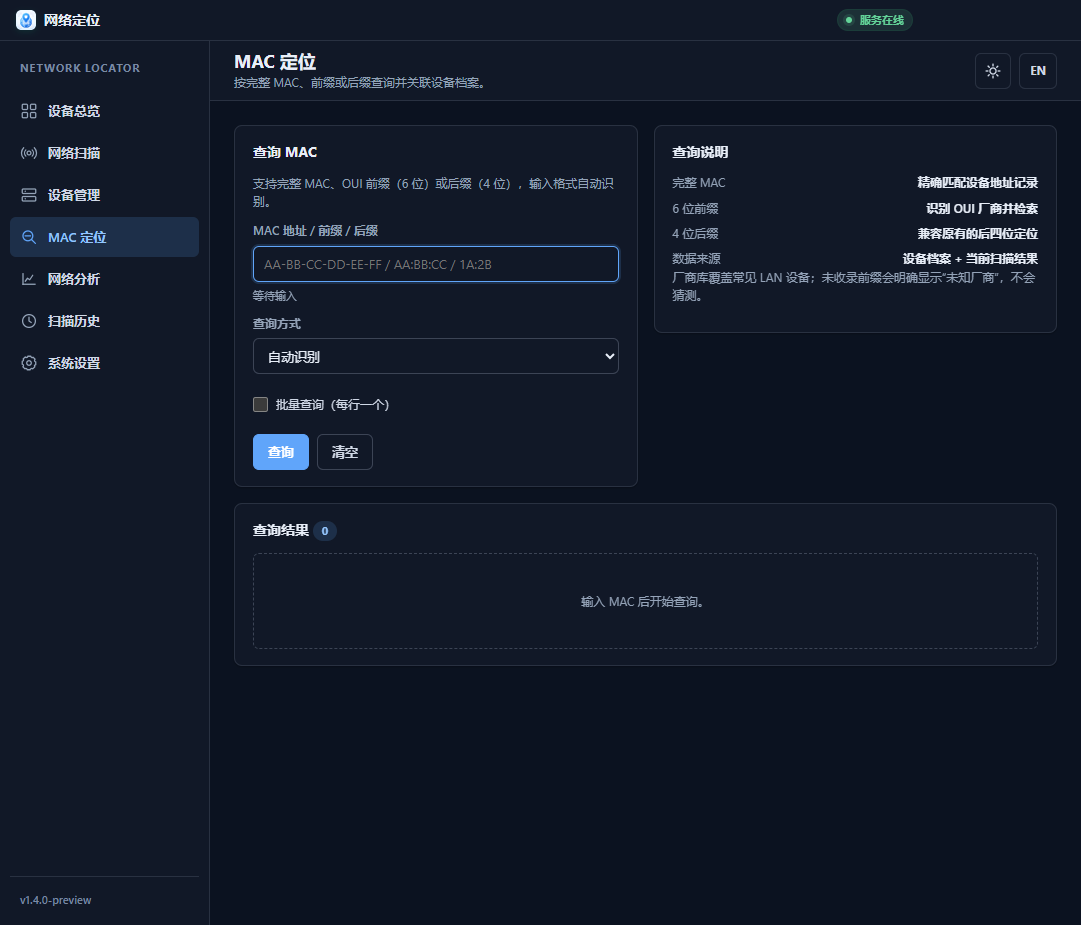 网络定位
服务在线
NETWORK LOCATOR
设备总览
网络扫描
设备管理
MAC 定位
网络分析
扫描历史
系统设置
v1.4.0-preview
MAC 定位
按完整 MAC、前缀或后缀查询并关联设备档案。
EN
查询 MAC
支持完整 MAC、OUI 前缀（6 位）或后缀（4 位），输入格式自动识
别。
MAC 地址 / 前缀 / 后缀
AA-BB-CC-DD-EE-FF / AA:BB:CC / 1A:2B
等待输入
查询方式
自动识别
批量查询（每行一个）
查询
清空
查询说明
完整 MAC 精确匹配设备地址记录
6 位前缀 识别 OUI 厂商并检索
4 位后缀 兼容原有的后四位定位
数据来源 设备档案 + 当前扫描结果
厂商库覆盖常见 LAN 设备；未收录前缀会明确显示“未知厂商”，不会
猜测。
查询结果 0
输入 MAC 后开始查询。